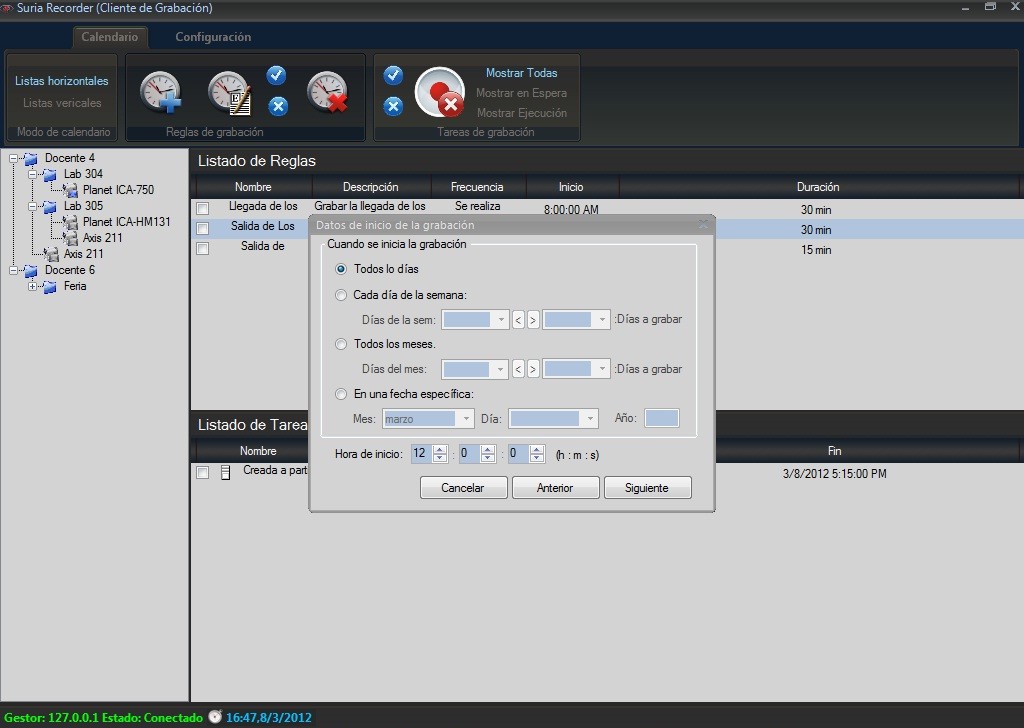 Suria Recorder (Cliente de Grabación)
Calendario
Configuración
Listas horizontales
Listas vericales
Modo de calendario
Reglas de grabación
Mostrar Todas
Mostrar en Espera
Mostrar Ejecución
Tareas de grabación
Docente 4
Lab 304
Planet ICA-750
Lab 305
Planet ICA-HM131
Axis 211
Axis 211
Docente 6
Feria
Listado de Reglas
Nombre Descripción Frecuencia Inicio Duración
Llegada de los Grabar la llegada de los Se realiza 8:00:00 AM 30 min
Salida de Los 30 min
Salida de 15 min
Datos de inicio de la grabación
Cuando se inicia la grabación
Todos lo días
Cada día de la semana:
Días de la sem: < > :Días a grabar
Todos los meses.
Días del mes: < > :Días a grabar
En una fecha específica:
Mes: marzo Día: Año:
Hora de inicio: 12 : 0 : 0 (h : m : s)
Cancelar Anterior Siguiente
Listado de Tarea
Nombre Fin
Creada a part 3/8/2012 5:15:00 PM
Gestor: 127.0.0.1 Estado: Conectado 16:47,8/3/2012